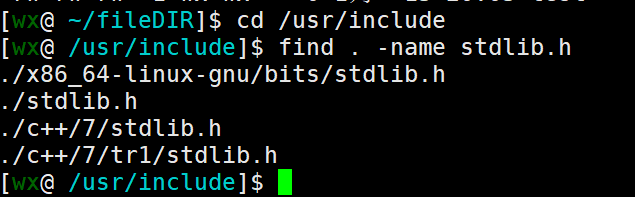 [wx@ ~/fileDIR]$ cd /usr/include
[wx@ /usr/include]$ find . -name stdlib.h
./x86_64-linux-gnu/bits/stdlib.h
./stdlib.h
./c++/7/stdlib.h
./c++/7/tr1/stdlib.h
[wx@ /usr/include]$